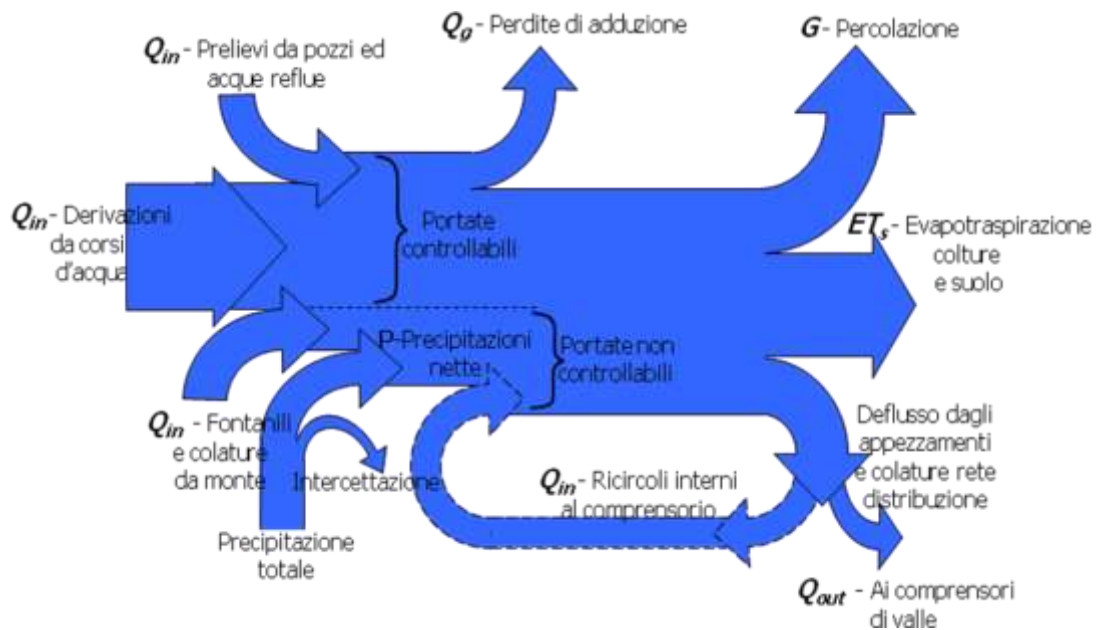 Q_in - Prelievi da pozzi ed
acque reflue
Q_g - Perdite di adduzione
G - Percolazione
Q_in - Derivazioni
da corsi
d'acqua
Portate
controllabili
ET_s - Evapotraspirazione
colture
e suolo
P-Precipitazioni
nette
Portate non
controllabili
Q_in - Fontanili
e colature
da monte
Intercettazione
Precipitazione
totale
Q_in - Ricircoli interni
al comprensorio
Deflusso dagli
appezzamenti
e colature rete
distribuzione
Q_out - Ai comprensori
di valle